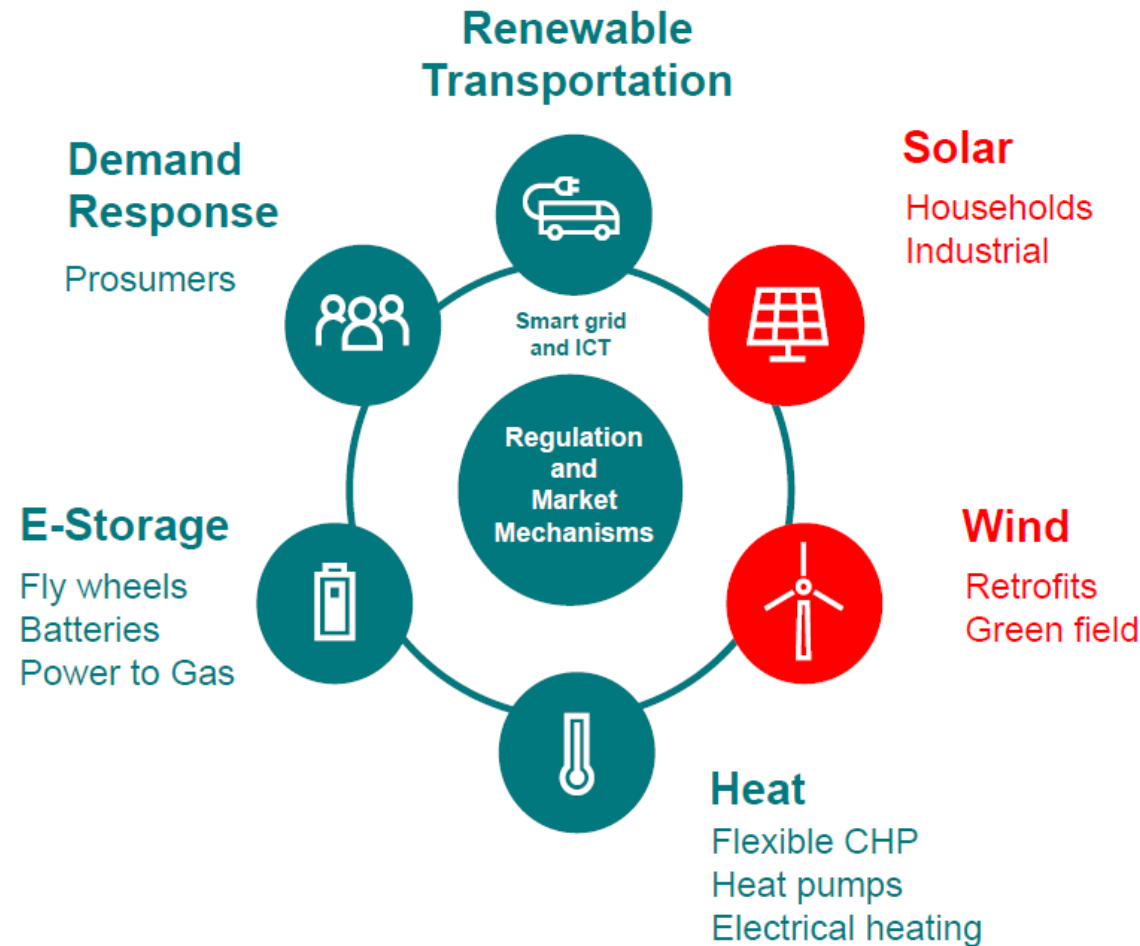 Renewable
Transportation
Demand
Response
Prosumers
Solar
Households
Industrial
Smart grid
and ICT
Regulation
and
Market
Mechanisms
E-Storage
Fly wheels
Batteries
Power to Gas
Wind
Retrofits
Green field
Heat
Flexible CHP
Heat pumps
Electrical heating